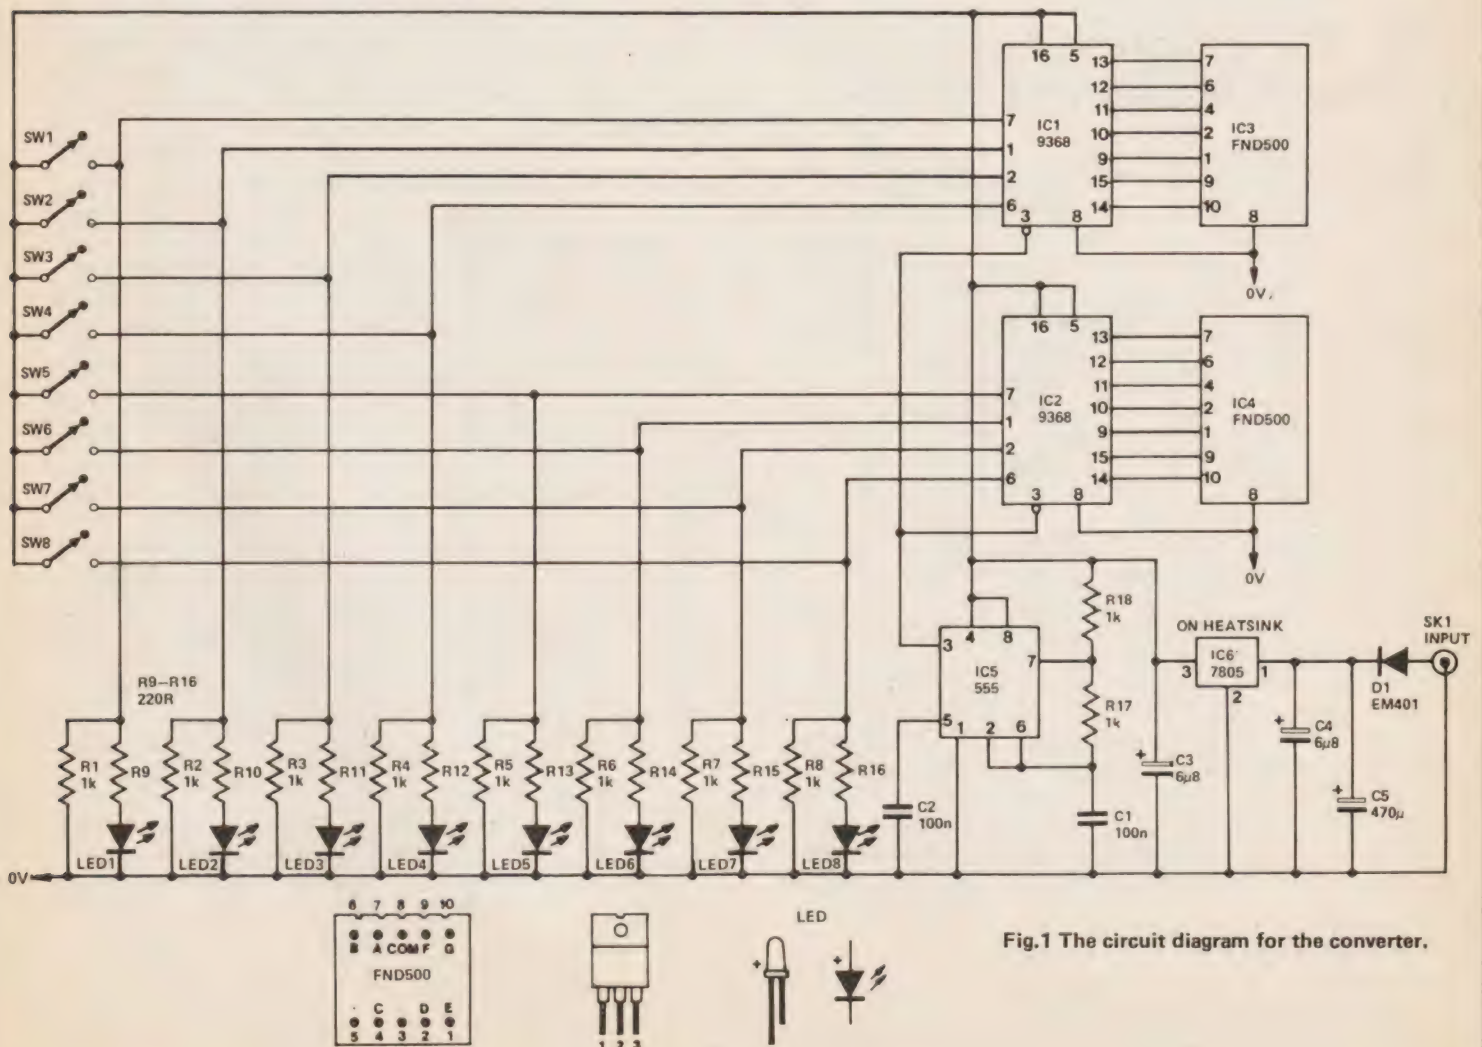 16 5
13 7
12 6
11 4
10 2
9 1
15 9
14 10
7
1
2
6
3 8
8
IC1
9368
IC3
FND500
0V
SW1
SW2
SW3
SW4
SW5
SW6
SW7
SW8
16 5
13 7
12 6
11 4
10 2
9 1
15 9
14 10
7
1
2
6
3 8
8
IC2
9368
IC4
FND500
0V
4 8
3
7
5
1 2 6
IC5
555
R18
1k
R17
1k
ON HEATSINK
IC6
7805
3 1
2
SK1
INPUT
D1
EM401
R9–R16
220R
R1
1k
R9
R2
1k
R10
R3
1k
R11
R4
1k
R12
R5
1k
R13
R6
1k
R14
R7
1k
R15
R8
1k
R16
C2
100n
C1
100n
+
C3
6µ8
+
C4
6µ8
+
C5
470µ
LED1
LED2
LED3
LED4
LED5
LED6
LED7
LED8
0V
6 7 8 9 10
B A COM F G
FND500
C D E
5 4 3 2 1
1 2 3
LED
+
+
Fig.1 The circuit diagram for the converter.